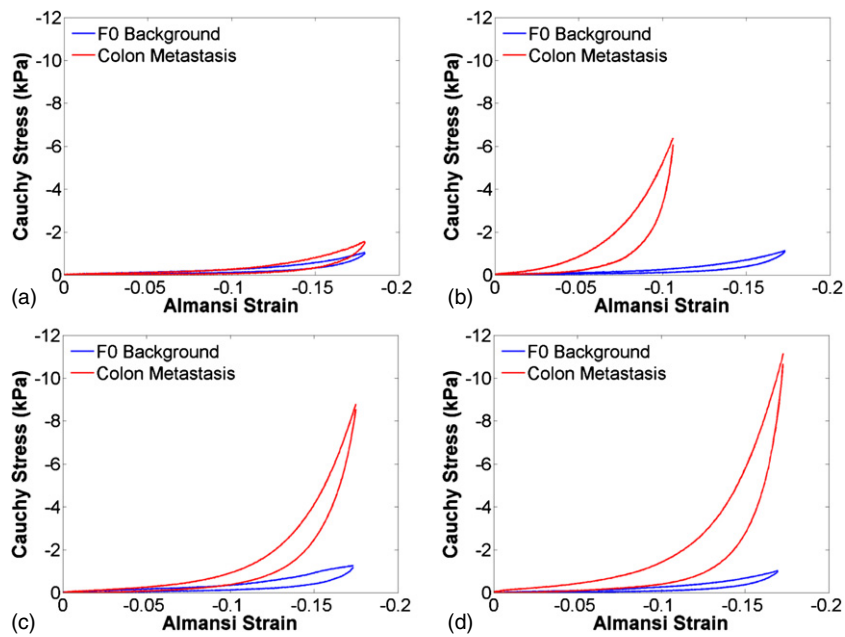 -12
-10
-8
-6
-4
-2
0
Cauchy Stress (kPa)
F0 Background
Colon Metastasis
0 -0.05 -0.1 -0.15 -0.2
Almansi Strain
(a)
-12
-10
-8
-6
-4
-2
0
Cauchy Stress (kPa)
F0 Background
Colon Metastasis
0 -0.05 -0.1 -0.15 -0.2
Almansi Strain
(b)
-12
-10
-8
-6
-4
-2
0
Cauchy Stress (kPa)
F0 Background
Colon Metastasis
0 -0.05 -0.1 -0.15 -0.2
Almansi Strain
(c)
-12
-10
-8
-6
-4
-2
0
Cauchy Stress (kPa)
F0 Background
Colon Metastasis
0 -0.05 -0.1 -0.15 -0.2
Almansi Strain
(d)